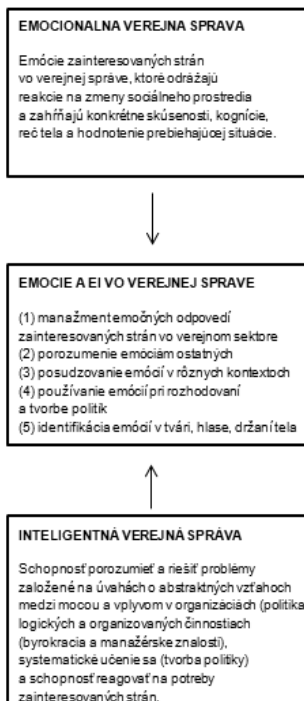 EMOCIONALNA VEREJNA SPRAVA
Emócie zainteresovaných strán
vo verejnej správe, ktoré odrážajú
reakcie na zmeny sociálneho prostredia
a zahŕňajú konkrétne skúsenosti, kognície,
reč tela a hodnotenie prebiehajúcej situácie.
EMOCIE A EI VO VEREJNEJ SPRAVE
(1) manažment emočných odpovedí
zainteresovaných strán vo verejnom sektore
(2) porozumenie emóciám ostatných
(3) posudzovanie emócií v rôznych kontextoch
(4) používanie emócií pri rozhodovaní
a tvorbe politík
(5) identifikácia emócií v tvári, hlase, držaní tela
INTELIGENTNÁ VEREJNÁ SPRÁVA
Schopnosť porozumieť a riešiť problémy
založené na úvahách o abstraktných vzťahoch
medzi mocou a vplyvom v organizáciách (politika
logických a organizovaných činnostiach
(byrokracia a manažérske znalosti),
systematické učenie sa (tvorba politiky)
a schopnosť reagovať na potreby
zainteresovaných strán.